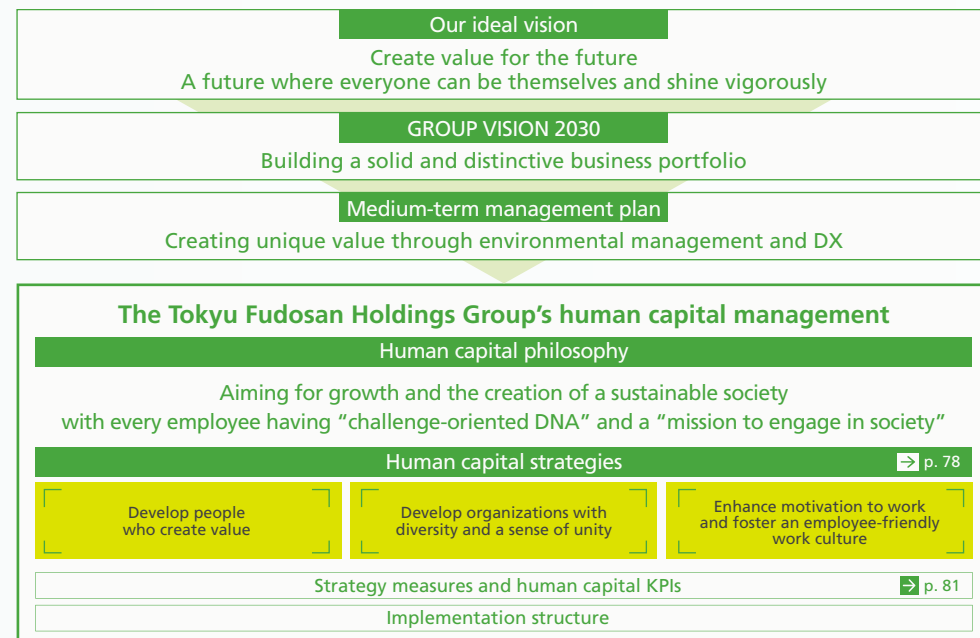 Our ideal vision
Create value for the future
A future where everyone can be themselves and shine vigorously
GROUP VISION 2030
Building a solid and distinctive business portfolio
Medium-term management plan
Creating unique value through environmental management and DX
The Tokyu Fudosan Holdings Group’s human capital management
Human capital philosophy
Aiming for growth and the creation of a sustainable society
with every employee having “challenge-oriented DNA” and a “mission to engage in society”
Human capital strategies → p. 78
Develop people
who create value
Develop organizations with
diversity and a sense of unity
Enhance motivation to work
and foster an employee-friendly
work culture
Strategy measures and human capital KPIs → p. 81
Implementation structure